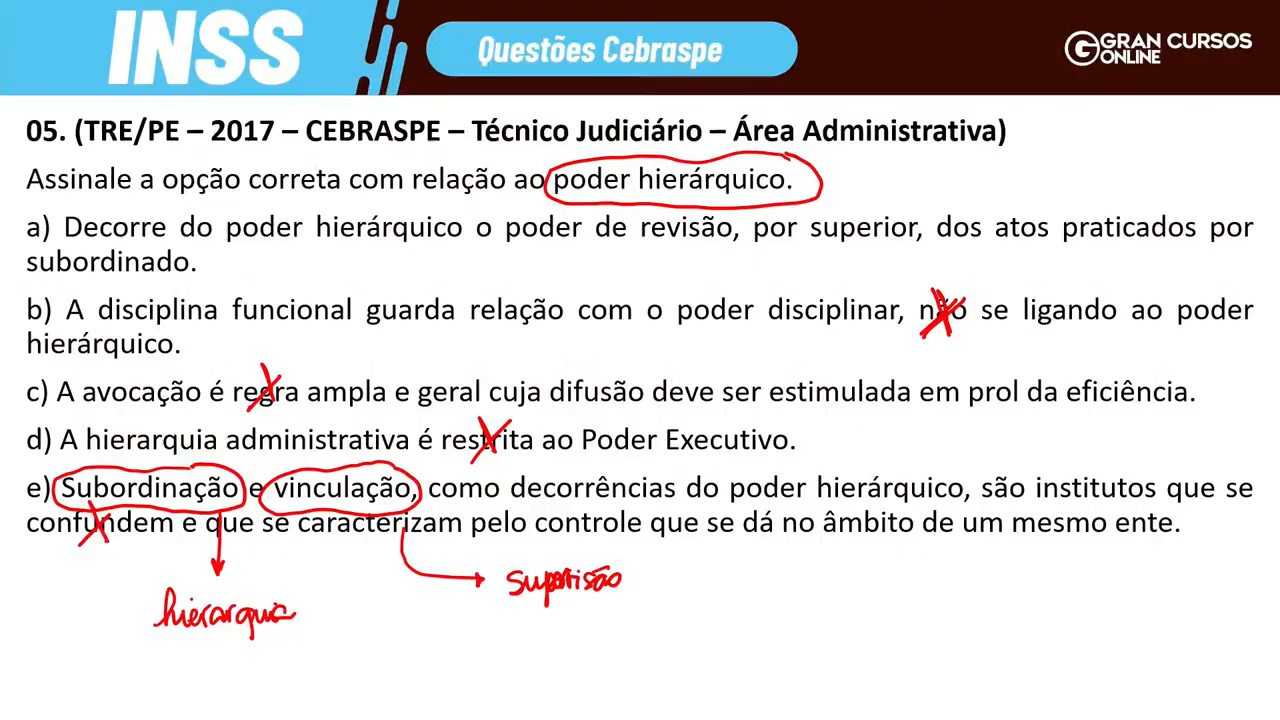 INSS
Questões Cebraspe
GRAN CURSOS
ONLINE
05. (TRE/PE – 2017 – CEBRASPE – Técnico Judiciário – Área Administrativa)
Assinale a opção correta com relação ao poder hierárquico.
a) Decorre do poder hierárquico o poder de revisão, por superior, dos atos praticados por
subordinado.
b) A disciplina funcional guarda relação com o poder disciplinar, não se ligando ao poder
hierárquico.
c) A avocação é regra ampla e geral cuja difusão deve ser estimulada em prol da eficiência.
d) A hierarquia administrativa é restrita ao Poder Executivo.
e) Subordinação e vinculação, como decorrências do poder hierárquico, são institutos que se
confundem e que se caracterizam pelo controle que se dá no âmbito de um mesmo ente.
supervisão
hierarquia